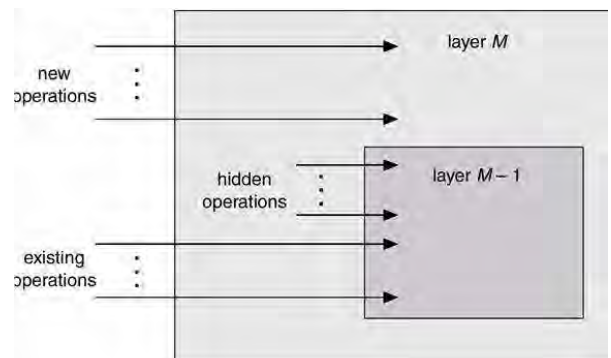 layer M
new
operations
hidden
operations
layer M – 1
existing
operations